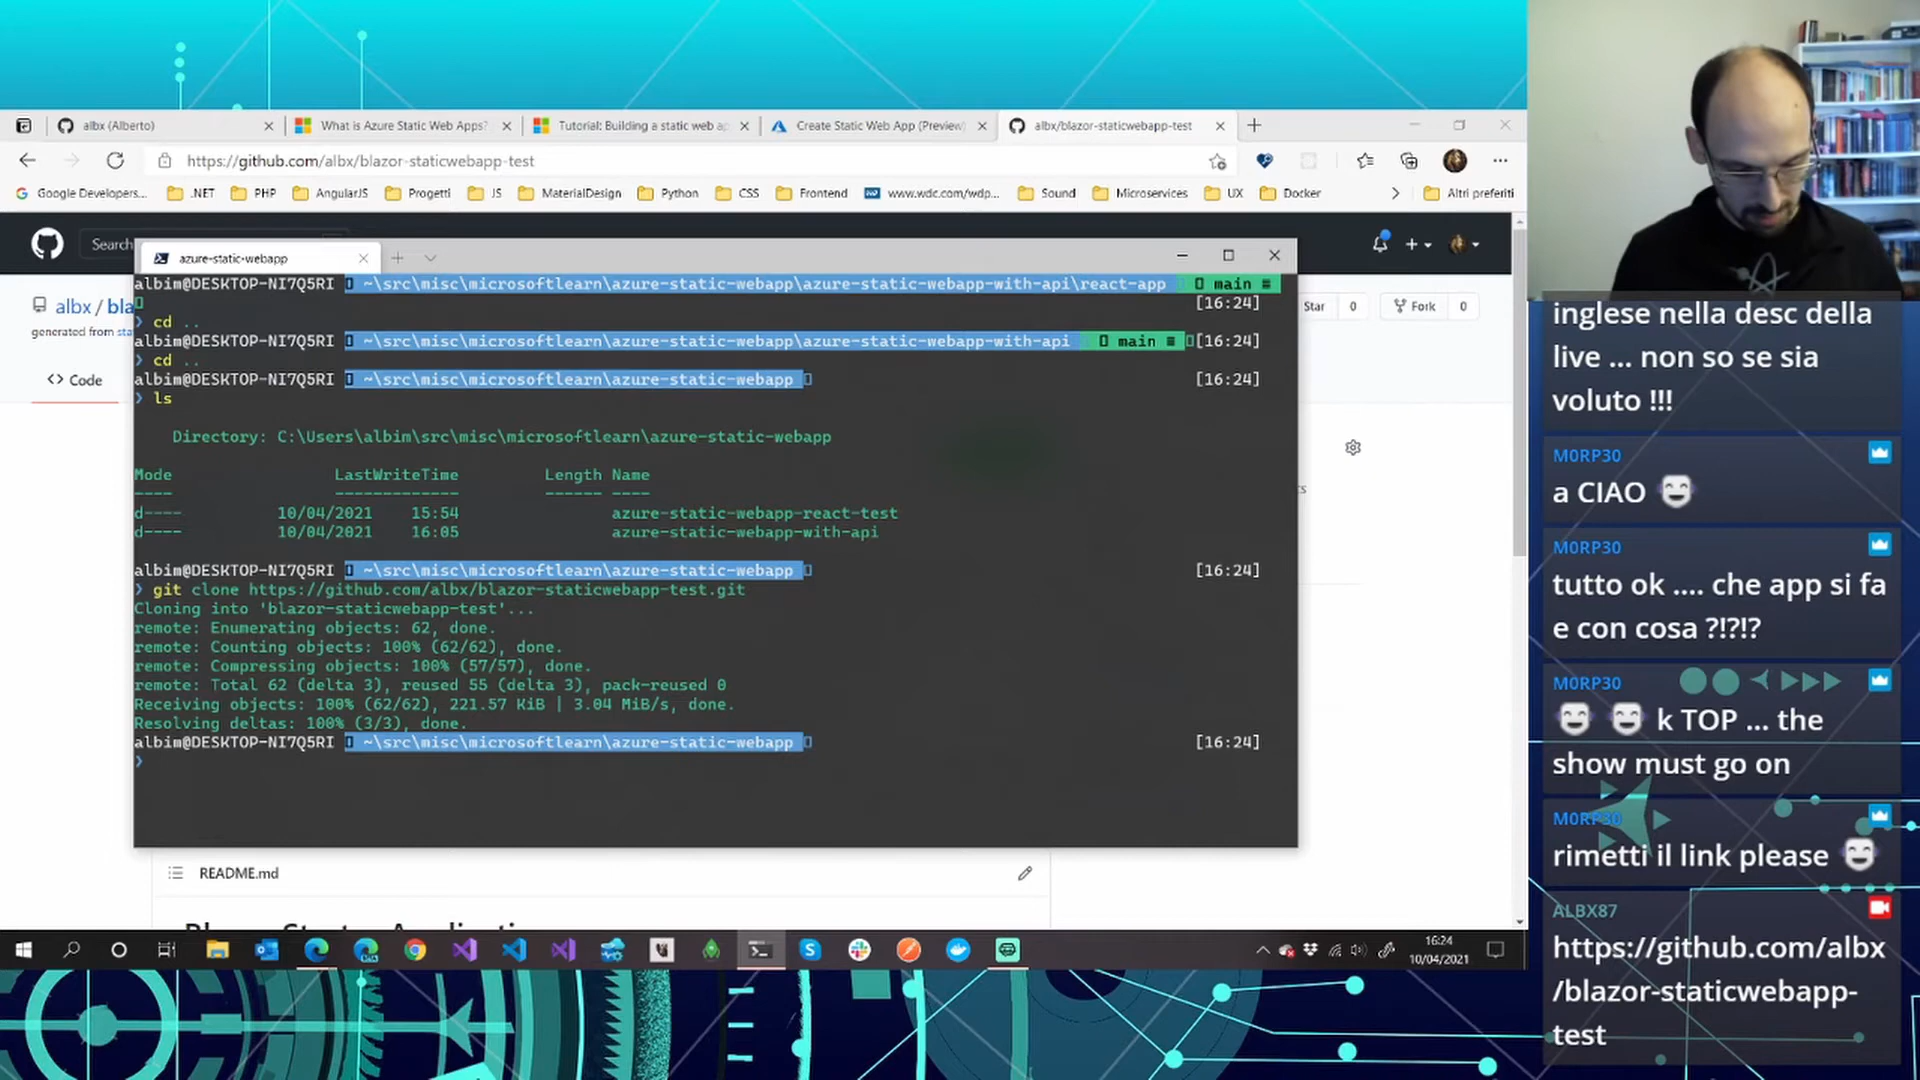 albx (Alberto)
What is Azure Static Web Apps?
Tutorial: Building a static web ap
Create Static Web App (Preview)
albx/blazor-staticwebapp-test
https://github.com/albx/blazor-staticwebapp-test
Google Developers...
.NET
PHP
AngularJS
Progetti
JS
MaterialDesign
Python
CSS
Frontend
www.wdc.com/wdp...
Sound
Microservices
UX
Docker
Altri preferiti
Search
azure-static-webapp
albx / bla
generated from sta
Star 0
Fork 0
Code
albim@DESKTOP-NI7Q5RI ~\src\misc\microsoftlearn\azure-static-webapp\azure-static-webapp-with-api\react-app main ≡
[16:24]
❯ cd ..
albim@DESKTOP-NI7Q5RI ~\src\misc\microsoftlearn\azure-static-webapp\azure-static-webapp-with-api main ≡ [16:24]
❯ cd ..
albim@DESKTOP-NI7Q5RI ~\src\misc\microsoftlearn\azure-static-webapp [16:24]
❯ ls
Directory: C:\Users\albim\src\misc\microsoftlearn\azure-static-webapp
Mode LastWriteTime Length Name
---- ------------- ------ ----
d---- 10/04/2021 15:54 azure-static-webapp-react-test
d---- 10/04/2021 16:05 azure-static-webapp-with-api
albim@DESKTOP-NI7Q5RI ~\src\misc\microsoftlearn\azure-static-webapp [16:24]
❯ git clone https://github.com/albx/blazor-staticwebapp-test.git
Cloning into 'blazor-staticwebapp-test'...
remote: Enumerating objects: 62, done.
remote: Counting objects: 100% (62/62), done.
remote: Compressing objects: 100% (57/57), done.
remote: Total 62 (delta 3), reused 55 (delta 3), pack-reused 0
Receiving objects: 100% (62/62), 221.57 KiB | 3.04 MiB/s, done.
Resolving deltas: 100% (3/3), done.
albim@DESKTOP-NI7Q5RI ~\src\misc\microsoftlearn\azure-static-webapp [16:24]
❯
README.md
16:24
10/04/2021
inglese nella desc della
live ... non so se sia
voluto !!!
M0RP30
a CIAO
M0RP30
tutto ok .... che app si fa
e con cosa ?!?!?
M0RP30
k TOP ... the
show must go on
M0RP30
rimetti il link please
ALBX87
https://github.com/albx
/blazor-staticwebapp-
test